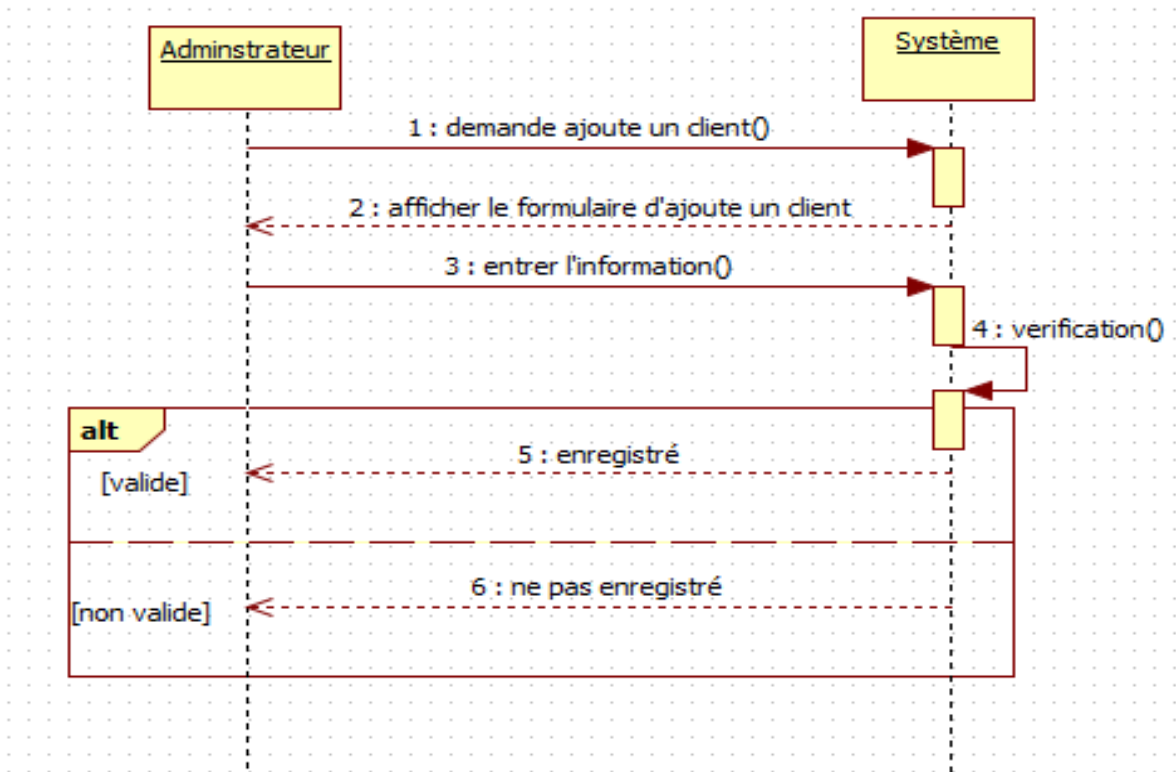 Adminstrateur
Système
1 : demande ajoute un client()
2 : afficher le formulaire d'ajoute un client
3 : entrer l'information()
4 : verification()
alt
5 : enregistré
[valide]
6 : ne pas enregistré
[non valide]